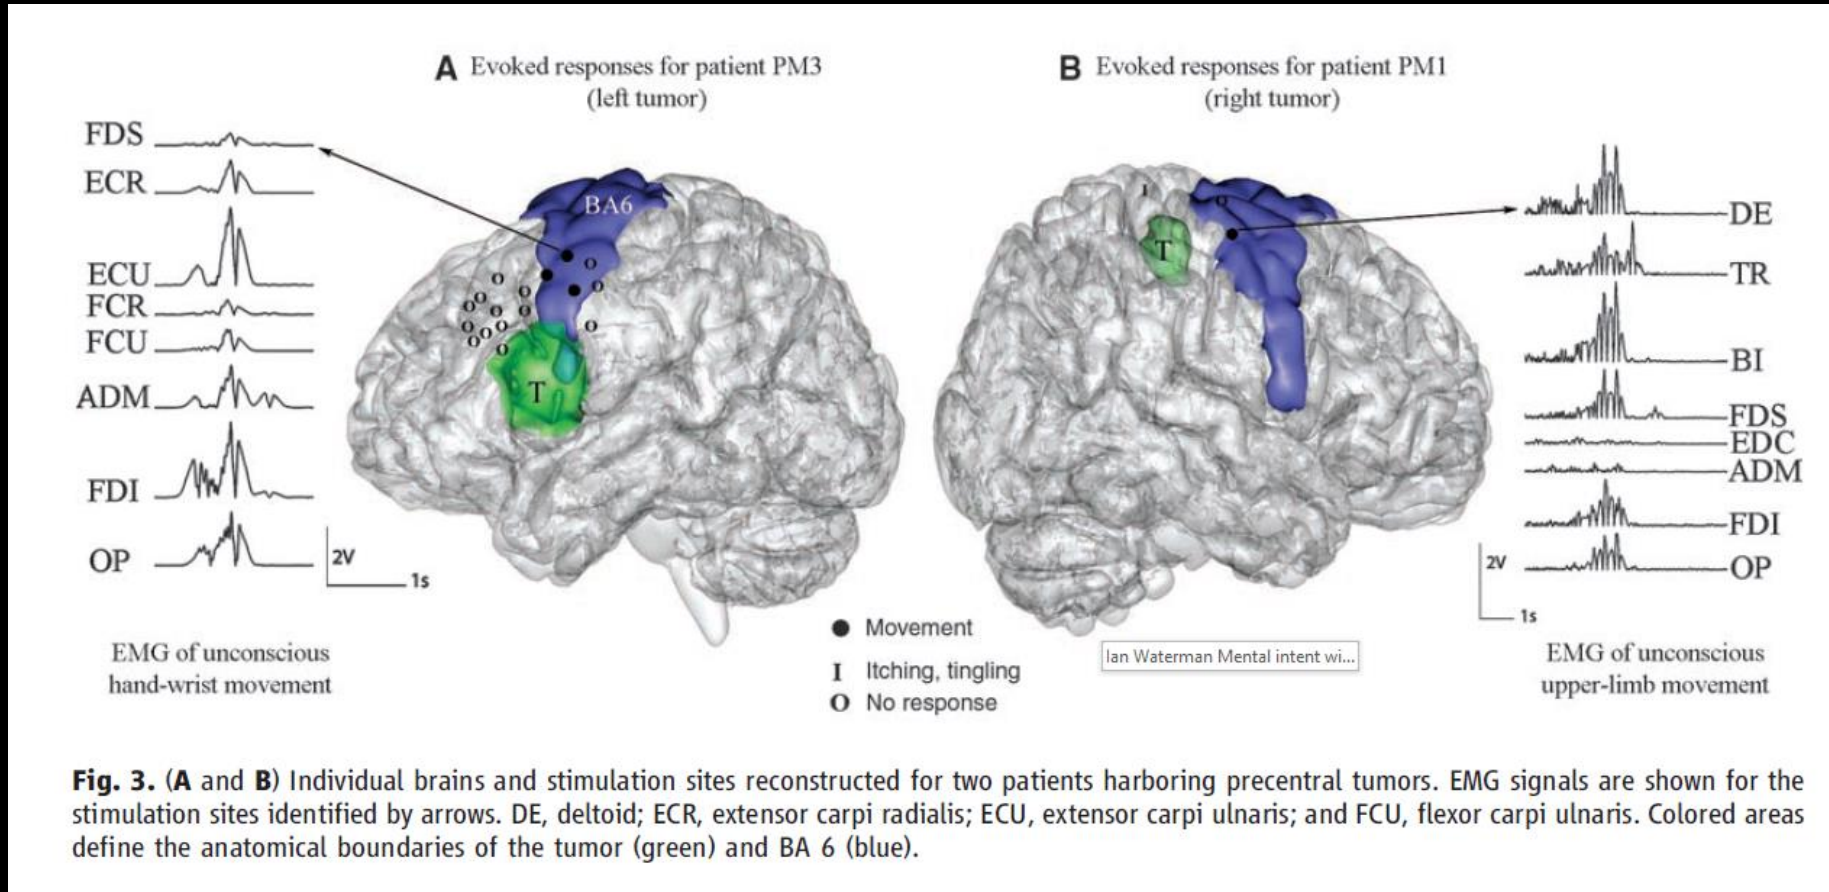 A Evoked responses for patient PM3
(left tumor)
B Evoked responses for patient PM1
(right tumor)
FDS
ECR
ECU
FCR
FCU
ADM
FDI
OP
2V
1s
EMG of unconscious
hand-wrist movement
BA6
T
I
T
DE
TR
BI
FDS
EDC
ADM
FDI
OP
2V
1s
EMG of unconscious
upper-limb movement
Movement
I Itching, tingling
O No response
Ian Waterman Mental intent wi...
Fig. 3. (A and B) Individual brains and stimulation sites reconstructed for two patients harboring precentral tumors. EMG signals are shown for the
stimulation sites identified by arrows. DE, deltoid; ECR, extensor carpi radialis; ECU, extensor carpi ulnaris; and FCU, flexor carpi ulnaris. Colored areas
define the anatomical boundaries of the tumor (green) and BA 6 (blue).